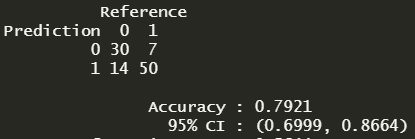 Reference
Prediction 0 1
0 30 7
1 14 50
Accuracy : 0.7921
95% CI : (0.6999, 0.8664)